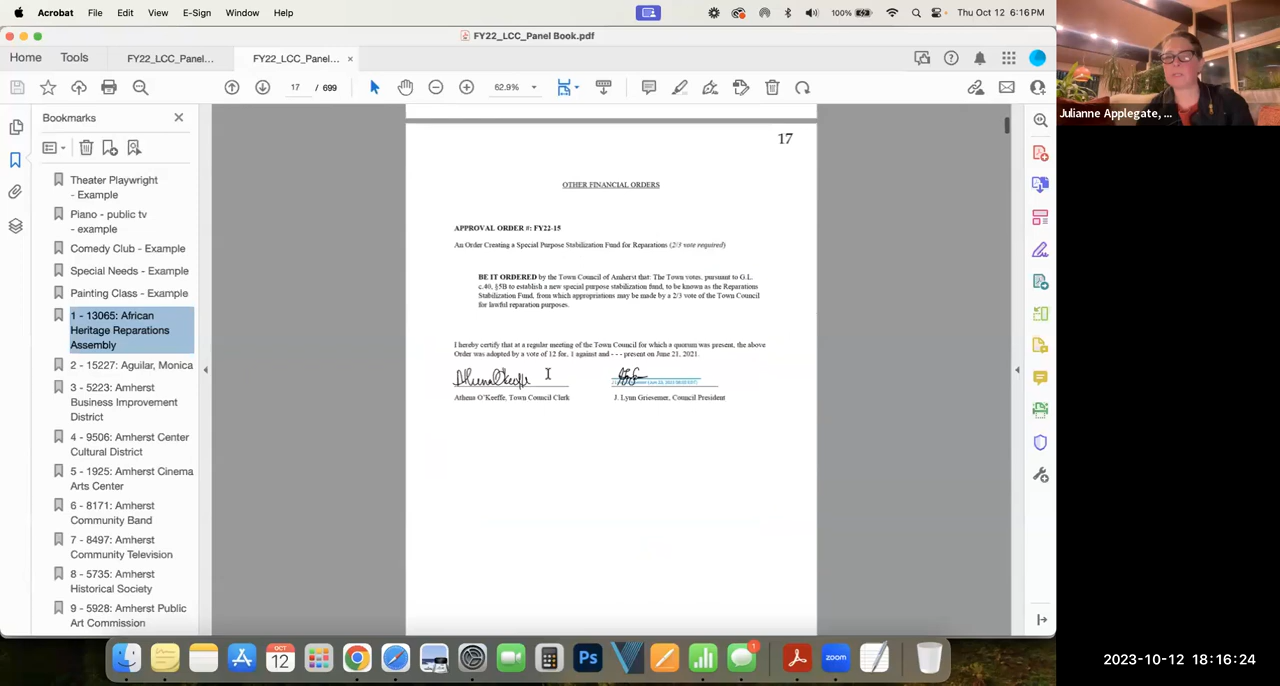 Acrobat File Edit View E-Sign Window Help
100% Thu Oct 12 6:16 PM
FY22_LCC_Panel Book.pdf
Home Tools FY22_LCC_Panel... FY22_LCC_Panel... ×
17 / 699 62.9%
Bookmarks
Theater Playwright
- Example
Piano - public tv
- example
Comedy Club - Example
Special Needs - Example
Painting Class - Example
1 - 13065: African
Heritage Reparations
Assembly
2 - 15227: Aguilar, Monica
3 - 5223: Amherst
Business Improvement
District
4 - 9506: Amherst Center
Cultural District
5 - 1925: Amherst Cinema
Arts Center
6 - 8171: Amherst
Community Band
7 - 8497: Amherst
Community Television
8 - 5735: Amherst
Historical Society
9 - 5928: Amherst Public
Art Commission
17
OTHER FINANCIAL ORDERS
APPROVAL ORDER #: FY22-15
An Order Creating a Special Purpose Stabilization Fund for Reparations (2/3 vote required)
BE IT ORDERED by the Town Council of Amherst that: The Town votes, pursuant to G.L.
c.40, §5B to establish a new special purpose stabilization fund, to be known as the Reparations
Stabilization Fund, from which appropriations may be made by a 2/3 vote of the Town Council
for lawful reparation purposes.
I hereby certify that at a regular meeting of the Town Council for which a quorum was present, the above
Order was adopted by a vote of 12 for, 1 against and - - - present on June 21, 2021.
Athena O'Keeffe, Town Council Clerk J. Lynn Griesemer, Council President
Julianne Applegate, ...
OCT
12
Ps
1
zoom
2023-10-12 18:16:24